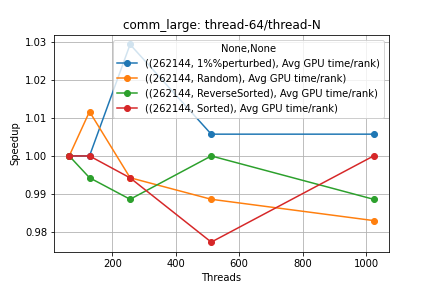 comm_large: thread-64/thread-N
None,None
((262144, 1%%perturbed), Avg GPU time/rank)
((262144, Random), Avg GPU time/rank)
((262144, ReverseSorted), Avg GPU time/rank)
((262144, Sorted), Avg GPU time/rank)
1.03
1.02
1.01
1.00
0.99
0.98
Speedup
200
400
600
800
1000
Threads